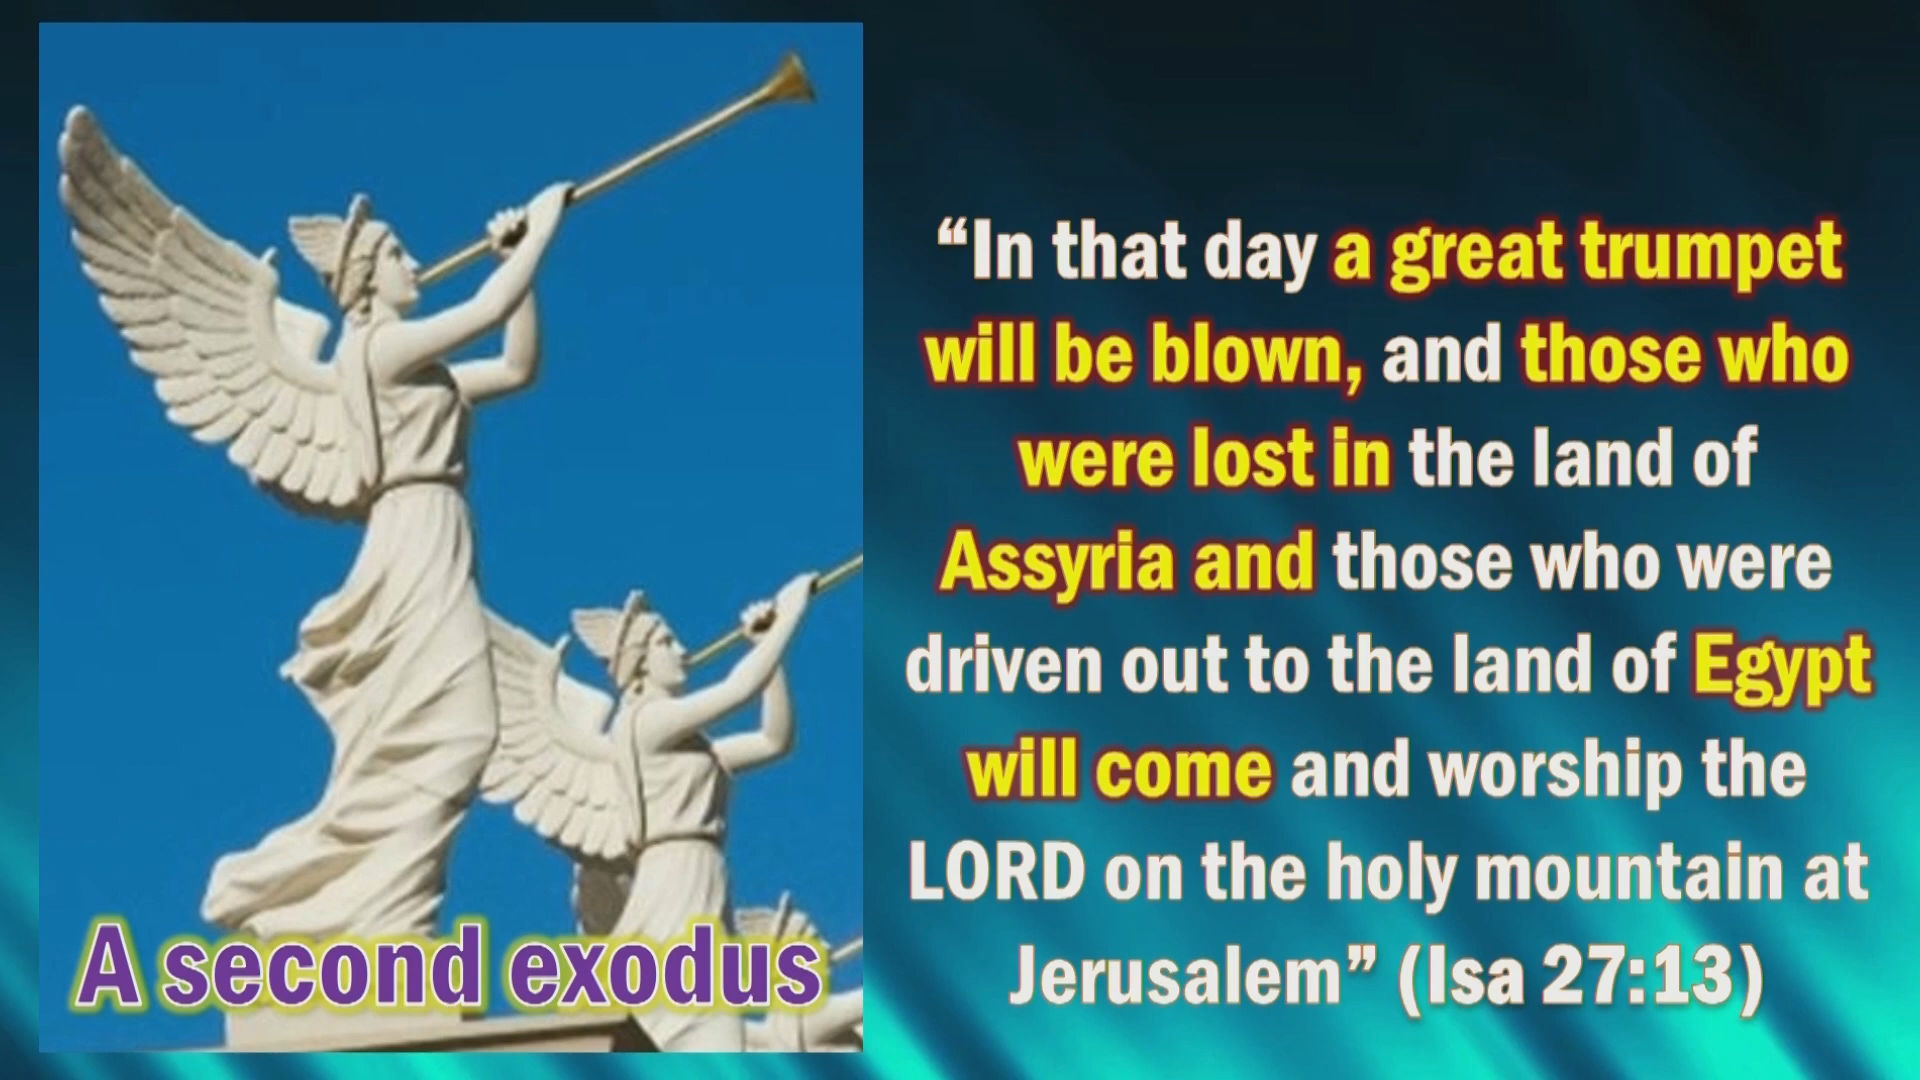 A second exodus
“In that day a great trumpet
will be blown, and those who
were lost in the land of
Assyria and those who were
driven out to the land of Egypt
will come and worship the
LORD on the holy mountain at
Jerusalem” (Isa 27:13)